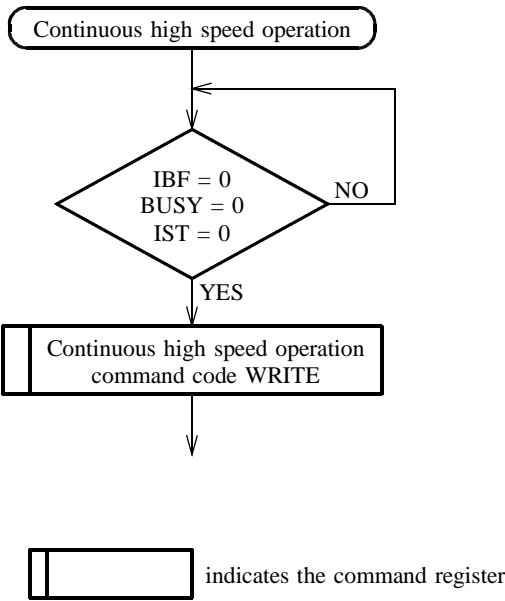 Continuous high speed operation
IBF = 0
BUSY = 0
IST = 0
NO
YES
Continuous high speed operation
command code WRITE
indicates the command register